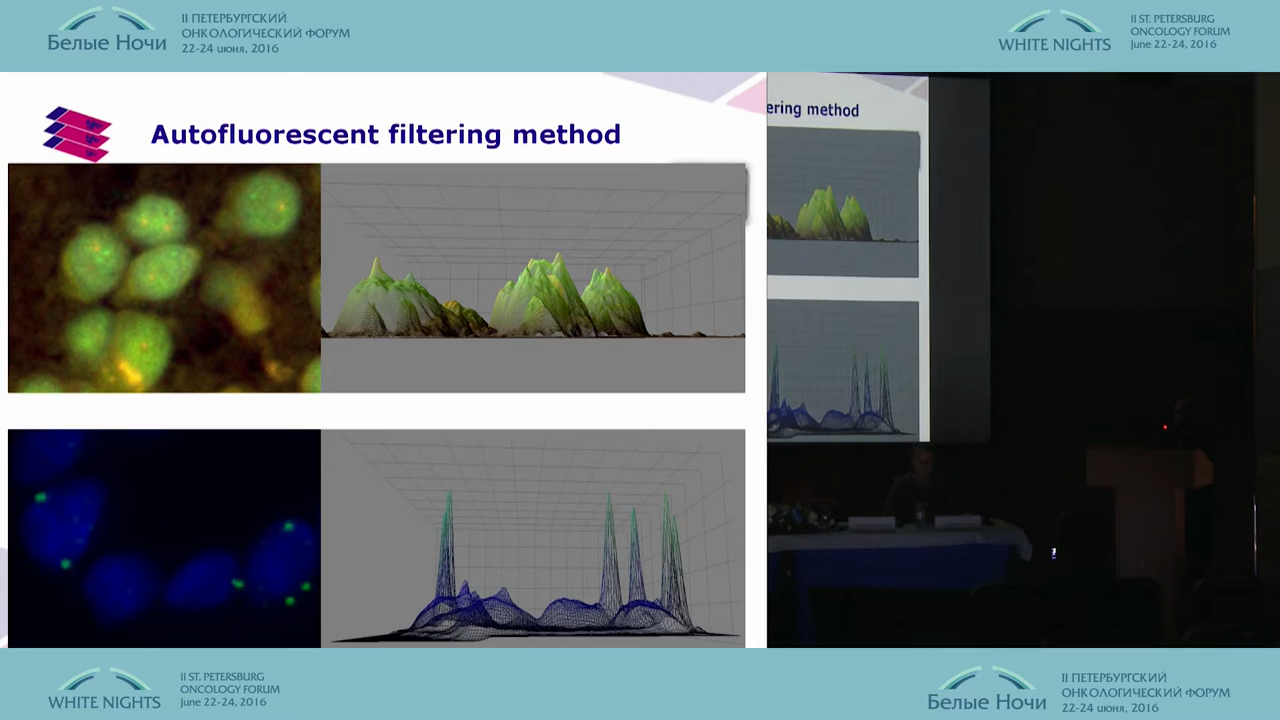 Белые Ночи
II ПЕТЕРБУРГСКИЙ
ОНКОЛОГИЧЕСКИЙ ФОРУМ
22-24 июня, 2016
WHITE NIGHTS
II ST. PETERSBURG
ONCOLOGY FORUM
June 22-24, 2016
Autofluorescent filtering method
ering method
WHITE NIGHTS
II ST. PETERSBURG
ONCOLOGY FORUM
June 22-24, 2016
Белые Ночи
II ПЕТЕРБУРГСКИЙ
ОНКОЛОГИЧЕСКИЙ ФОРУМ
22-24 июня, 2016